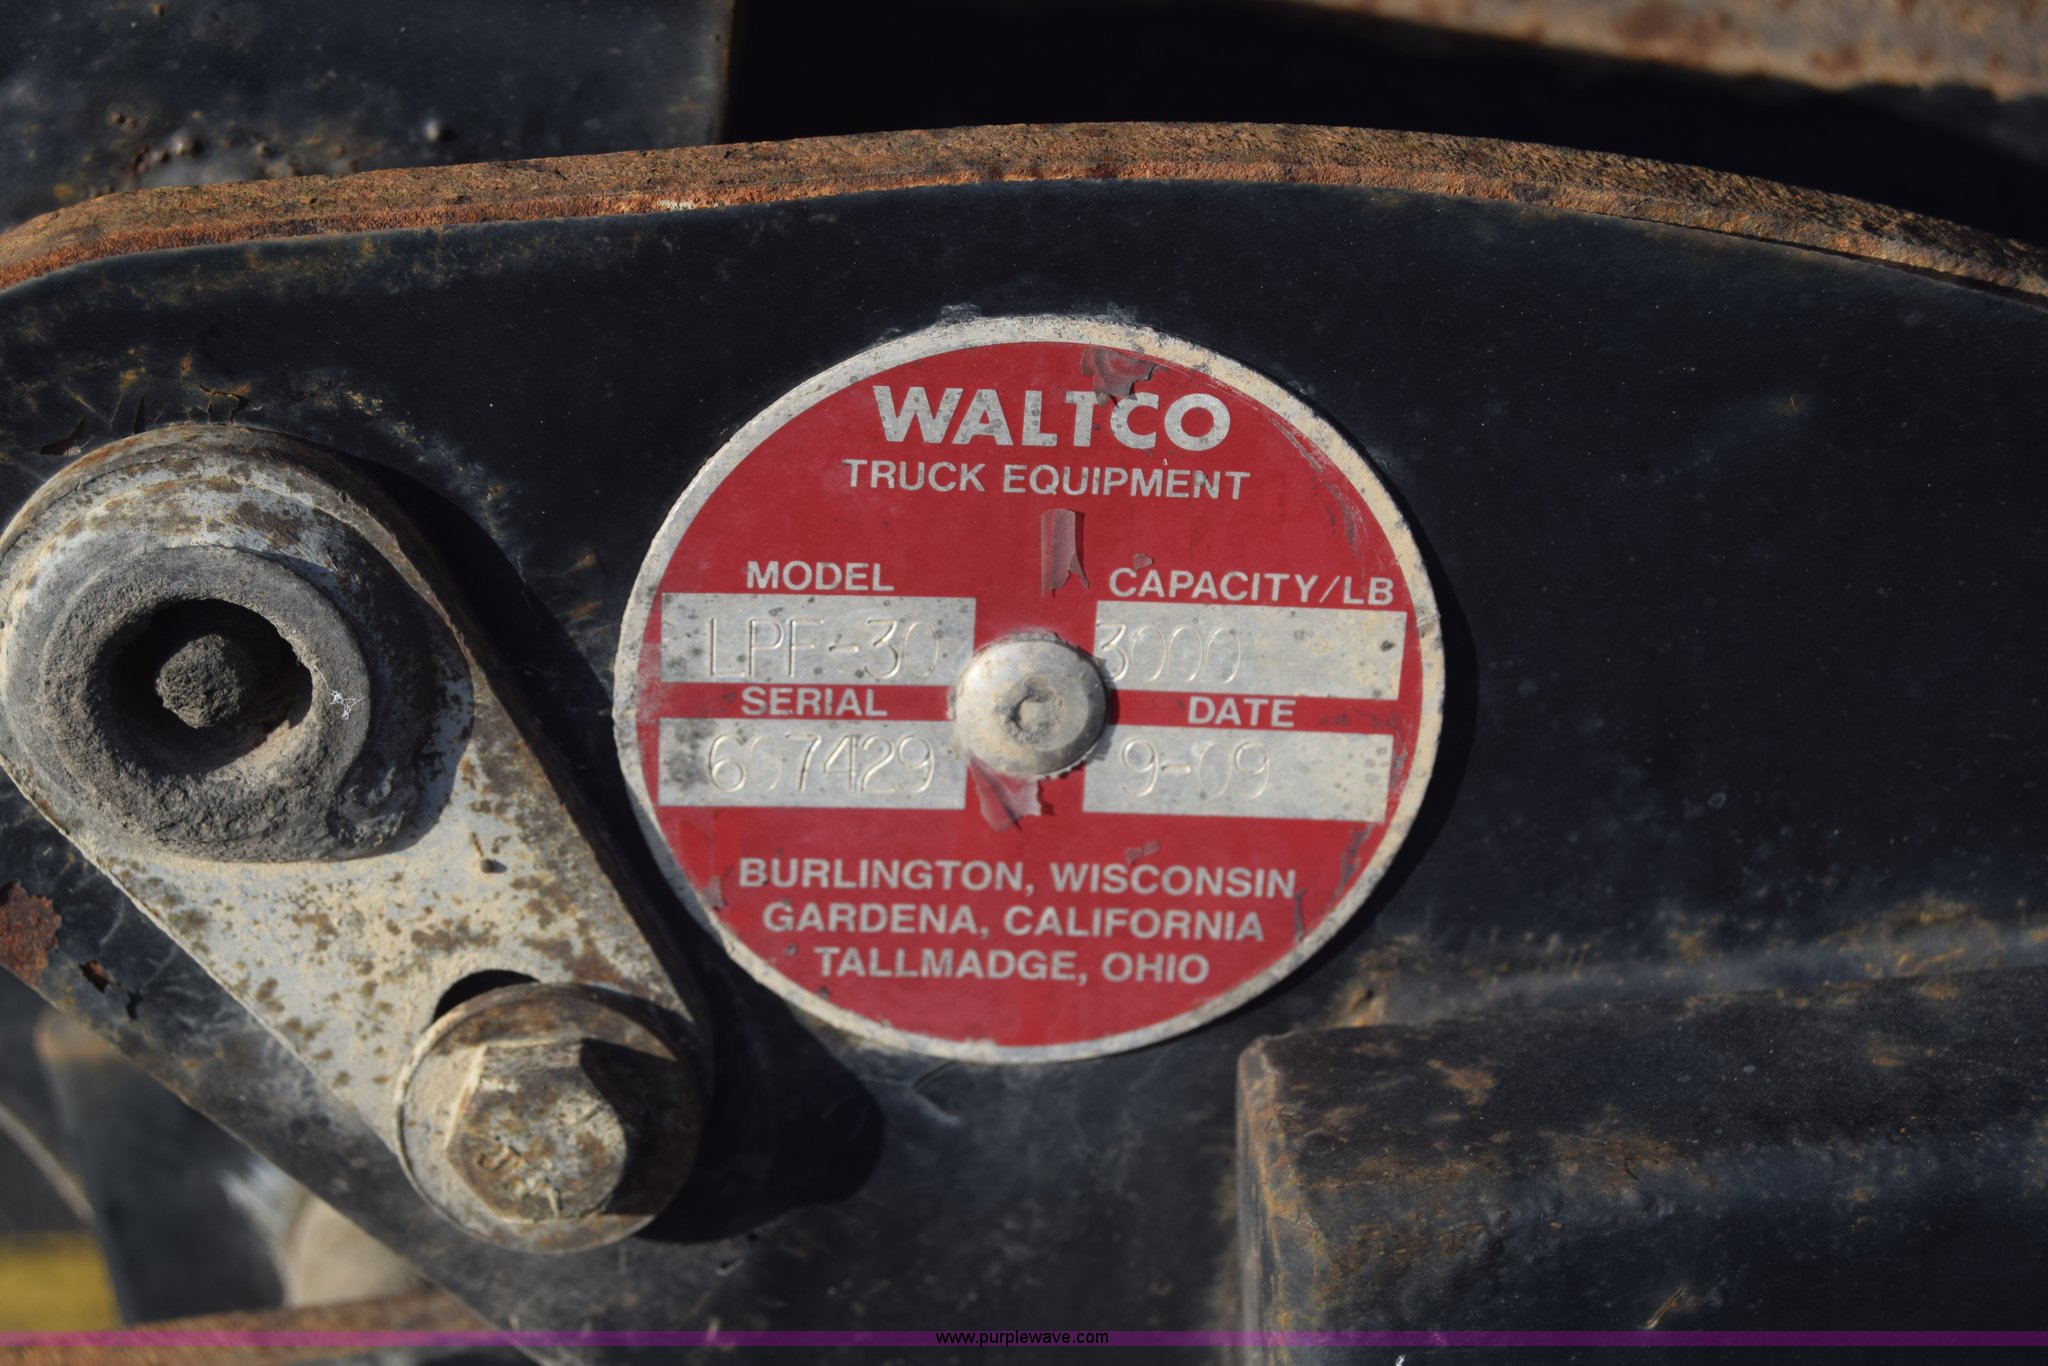 WALTCO
TRUCK EQUIPMENT
MODEL
CAPACITY/LB
LPF-30
3000
SERIAL
DATE
607429
9-09
BURLINGTON, WISCONSIN
GARDENA, CALIFORNIA
TALLMADGE, OHIO
www.purplewave.com